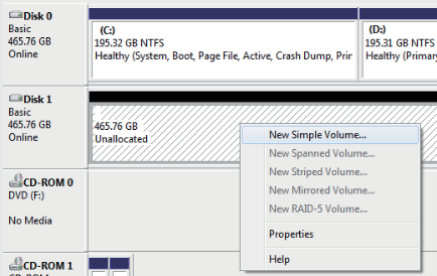 Disk 0
Basic
465.76 GB
Online
(C:)
195.32 GB NTFS
Healthy (System, Boot, Page File, Active, Crash Dump, Prir
(D:)
195.31 GB NTFS
Healthy (Primary
Disk 1
Basic
465.76 GB
Online
465.76 GB
Unallocated
New Simple Volume...
New Spanned Volume...
New Striped Volume...
New Mirrored Volume...
New RAID-5 Volume...
Properties
Help
CD-ROM 0
DVD (F:)
No Media
CD-ROM 1